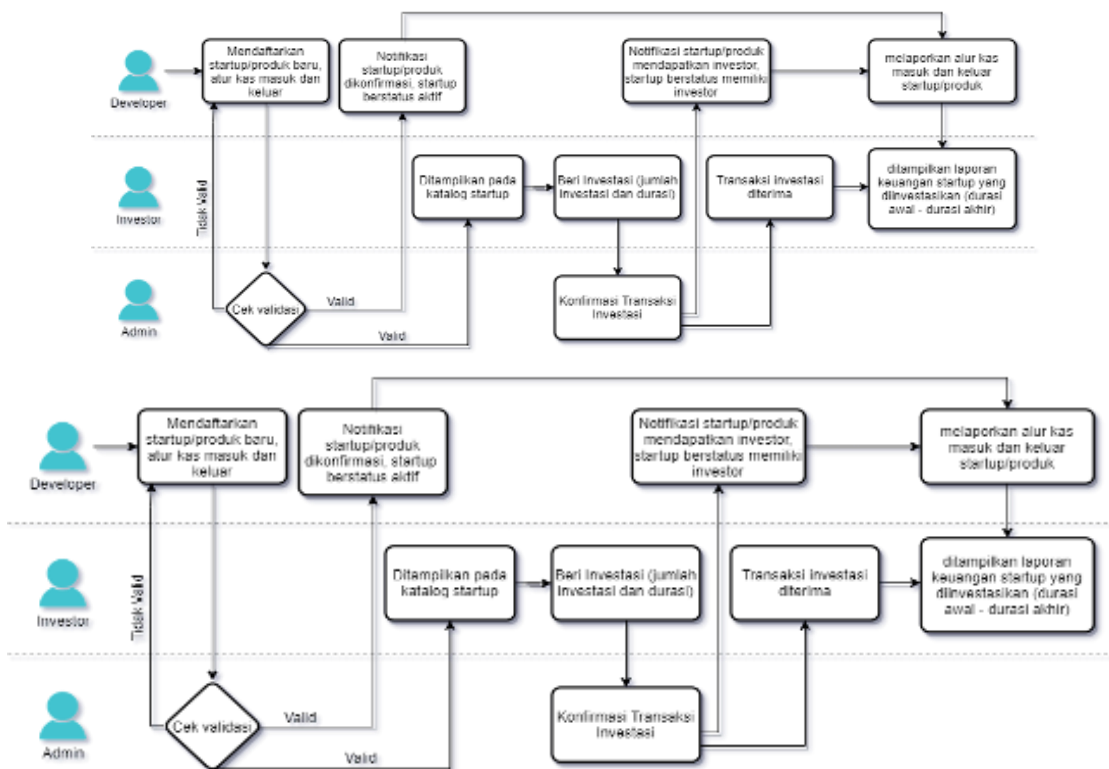 Mendaftarkan
startup/produk baru,
atur kas masuk dan
keluar
Notifikasi
startup/produk
dikonfirmasi, startup
berstatus aktif
Notifikasi startup/produk
mendapatkan investor,
startup berstatus memiliki
investor
melaporkan alur kas
masuk dan keluar
startup/produk
Developer
Ditampilkan pada
katalog startup
Beri Investasi (jumlah
investasi dan durasi)
Transaksi investasi
diterima
ditampilkan laporan
keuangan startup yang
diinvestasikan (durasi
awal - durasi akhir)
Investor
Tidak Valid
Cek validasi
Valid
Valid
Konfirmasi Transaksi
Investasi
Admin
Mendaftarkan
startup/produk baru,
atur kas masuk dan
keluar
Notifikasi
startup/produk
dikonfirmasi, startup
berstatus aktif
Notifikasi startup/produk
mendapatkan investor,
startup berstatus memiliki
investor
melaporkan alur kas
masuk dan keluar
startup/produk
Developer
Ditampilkan pada
katalog startup
Beri Investasi (jumlah
investasi dan durasi)
Transaksi investasi
diterima
ditampilkan laporan
keuangan startup yang
diinvestasikan (durasi
awal - durasi akhir)
Investor
Tidak Valid
Cek validasi
Valid
Valid
Konfirmasi Transaksi
Investasi
Admin